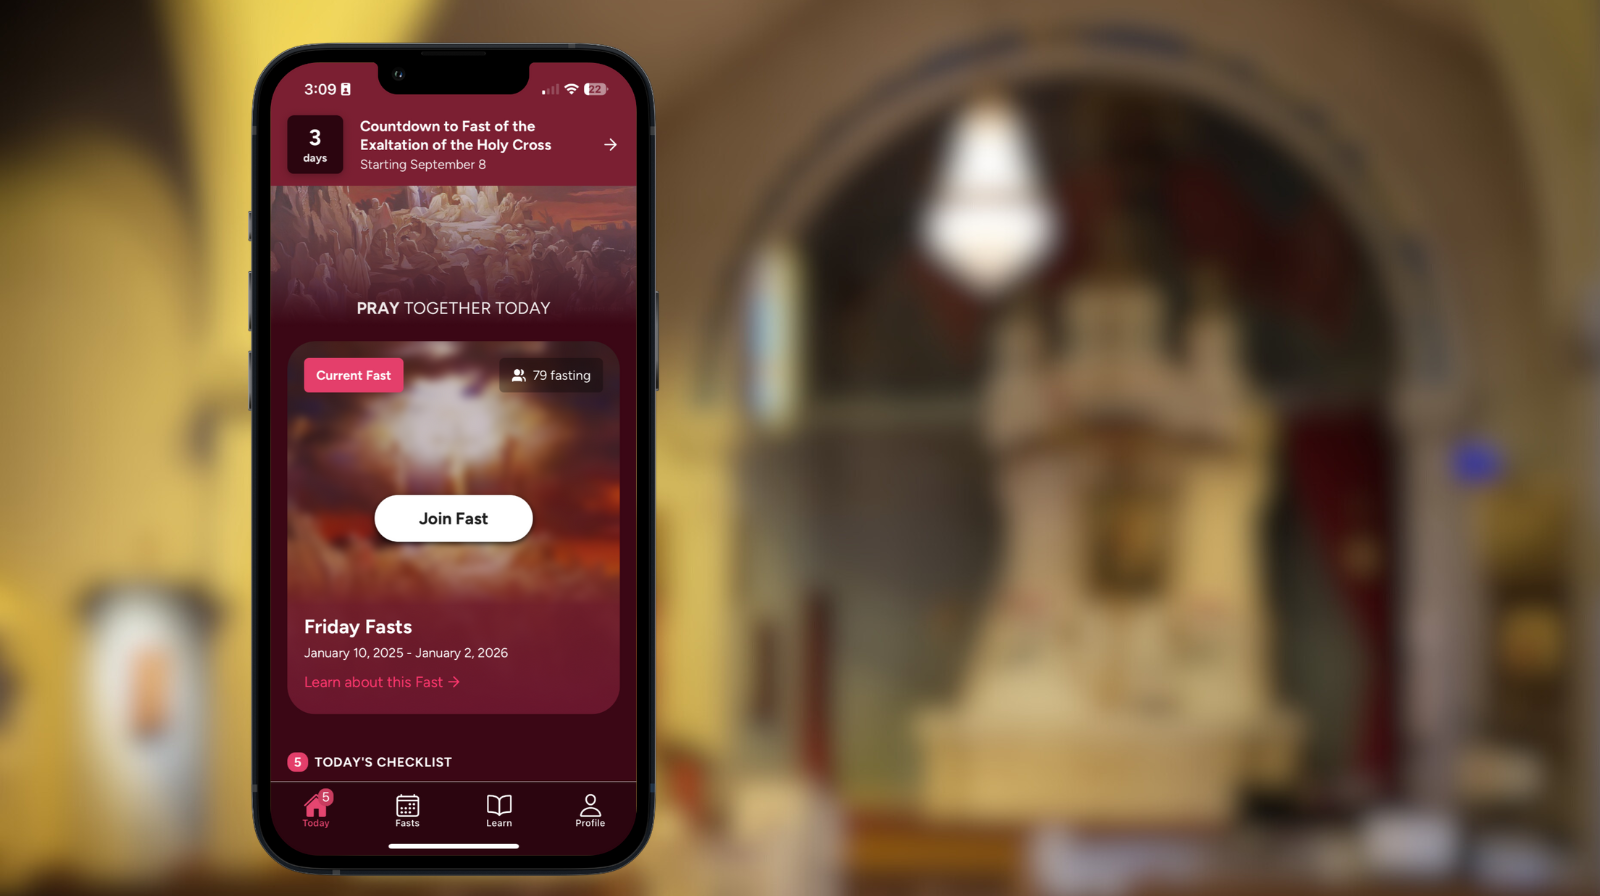 3:09
22
3
days
Countdown to Fast of the
Exaltation of the Holy Cross
Starting September 8
PRAY TOGETHER TODAY
Current Fast
79 fasting
Join Fast
Friday Fasts
January 10, 2025 - January 2, 2026
Learn about this Fast →
5 TODAY'S CHECKLIST
5
Today
Fasts
Learn
Profile